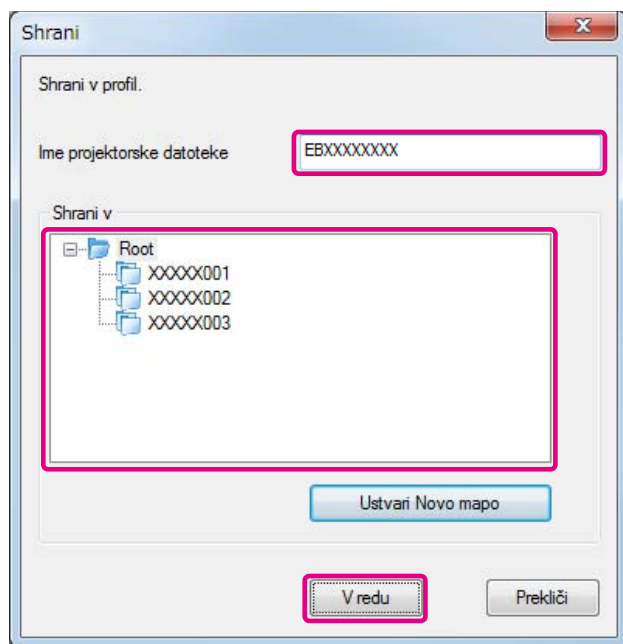 Shrani
Shrani v profil.
Ime projektorske datoteke
EBXXXXXXXX
Shrani v
Root
XXXXX001
XXXXX002
XXXXX003
Ustvari Novo mapo
V redu
Prekliči